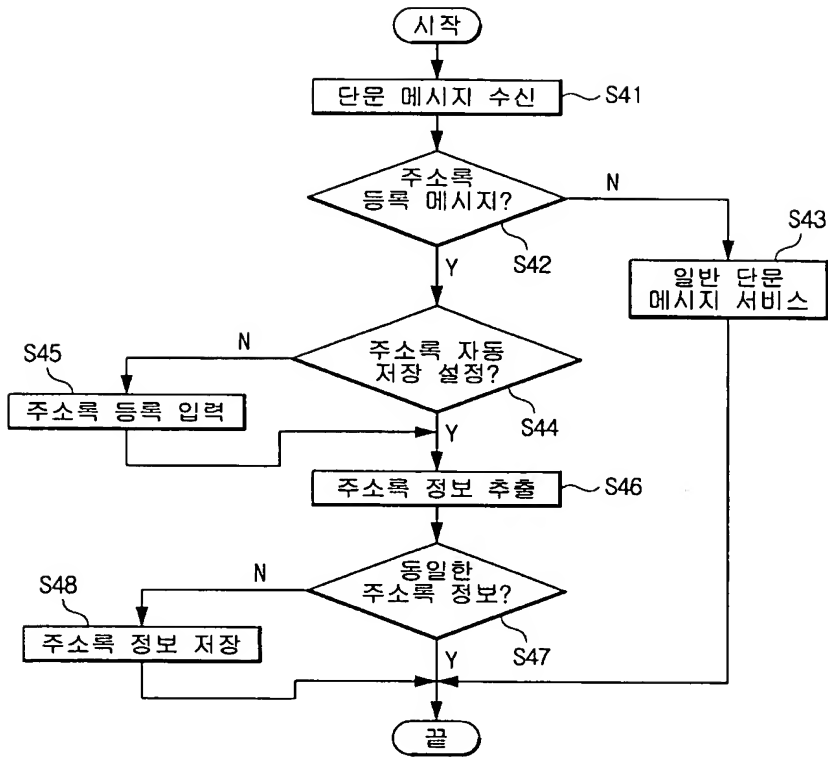 시작
단문 메시지 수신
S41
주소록
등록 메시지?
N
S42
Y
S43
일반 단문
메시지 서비스
주소록 자동
저장 설정?
N
S44
Y
S45
주소록 등록 입력
주소록 정보 추출
S46
동일한
주소록 정보?
N
S47
Y
S48
주소록 정보 저장
끝